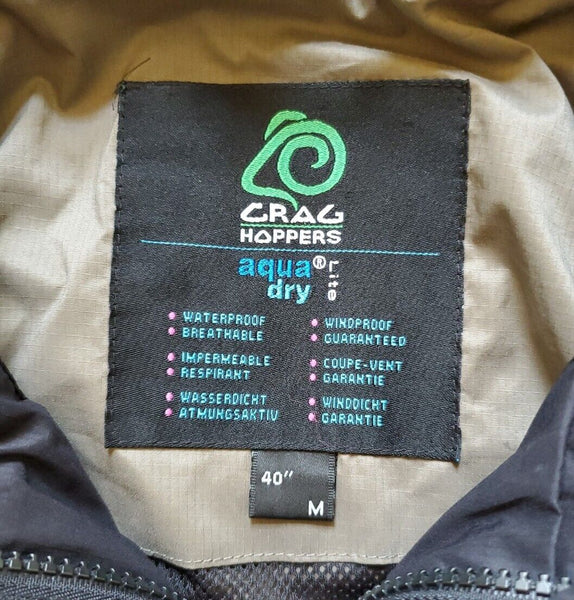 CRAG
HOPPERS
aqua® Lite
dry
• WATERPROOF
• BREATHABLE
• IMPERMEABLE
• RESPIRANT
• WASSERDICHT
• ATMUNGSAKTIV
• WINDPROOF
• GUARANTEED
• COUPE-VENT
• GARANTIE
• WINDDICHT
• GARANTIE
40"
M